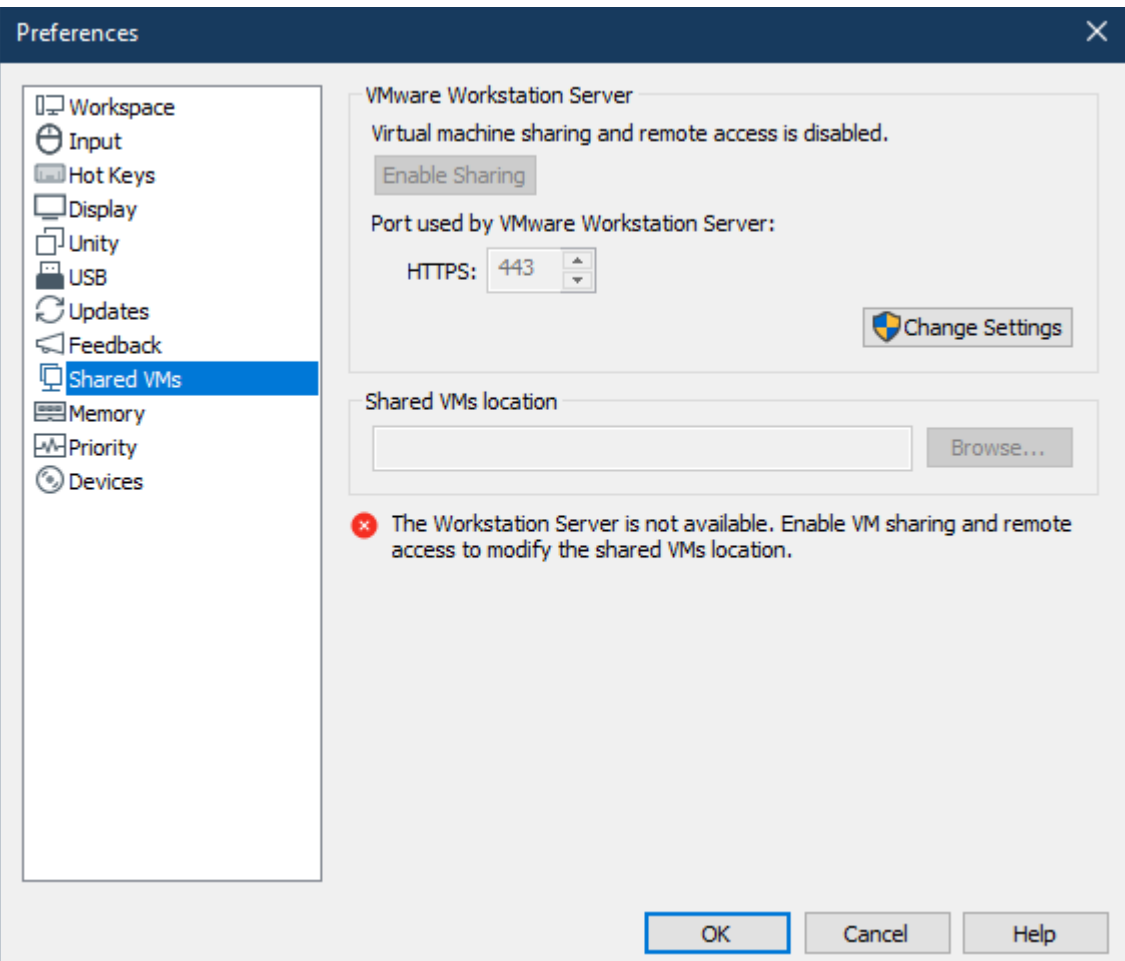 Preferences
Workspace
Input
Hot Keys
Display
Unity
USB
Updates
Feedback
Shared VMs
Memory
Priority
Devices
VMware Workstation Server
Virtual machine sharing and remote access is disabled.
Enable Sharing
Port used by VMware Workstation Server:
HTTPS: 443
Change Settings
Shared VMs location
Browse...
The Workstation Server is not available. Enable VM sharing and remote
access to modify the shared VMs location.
OK Cancel Help